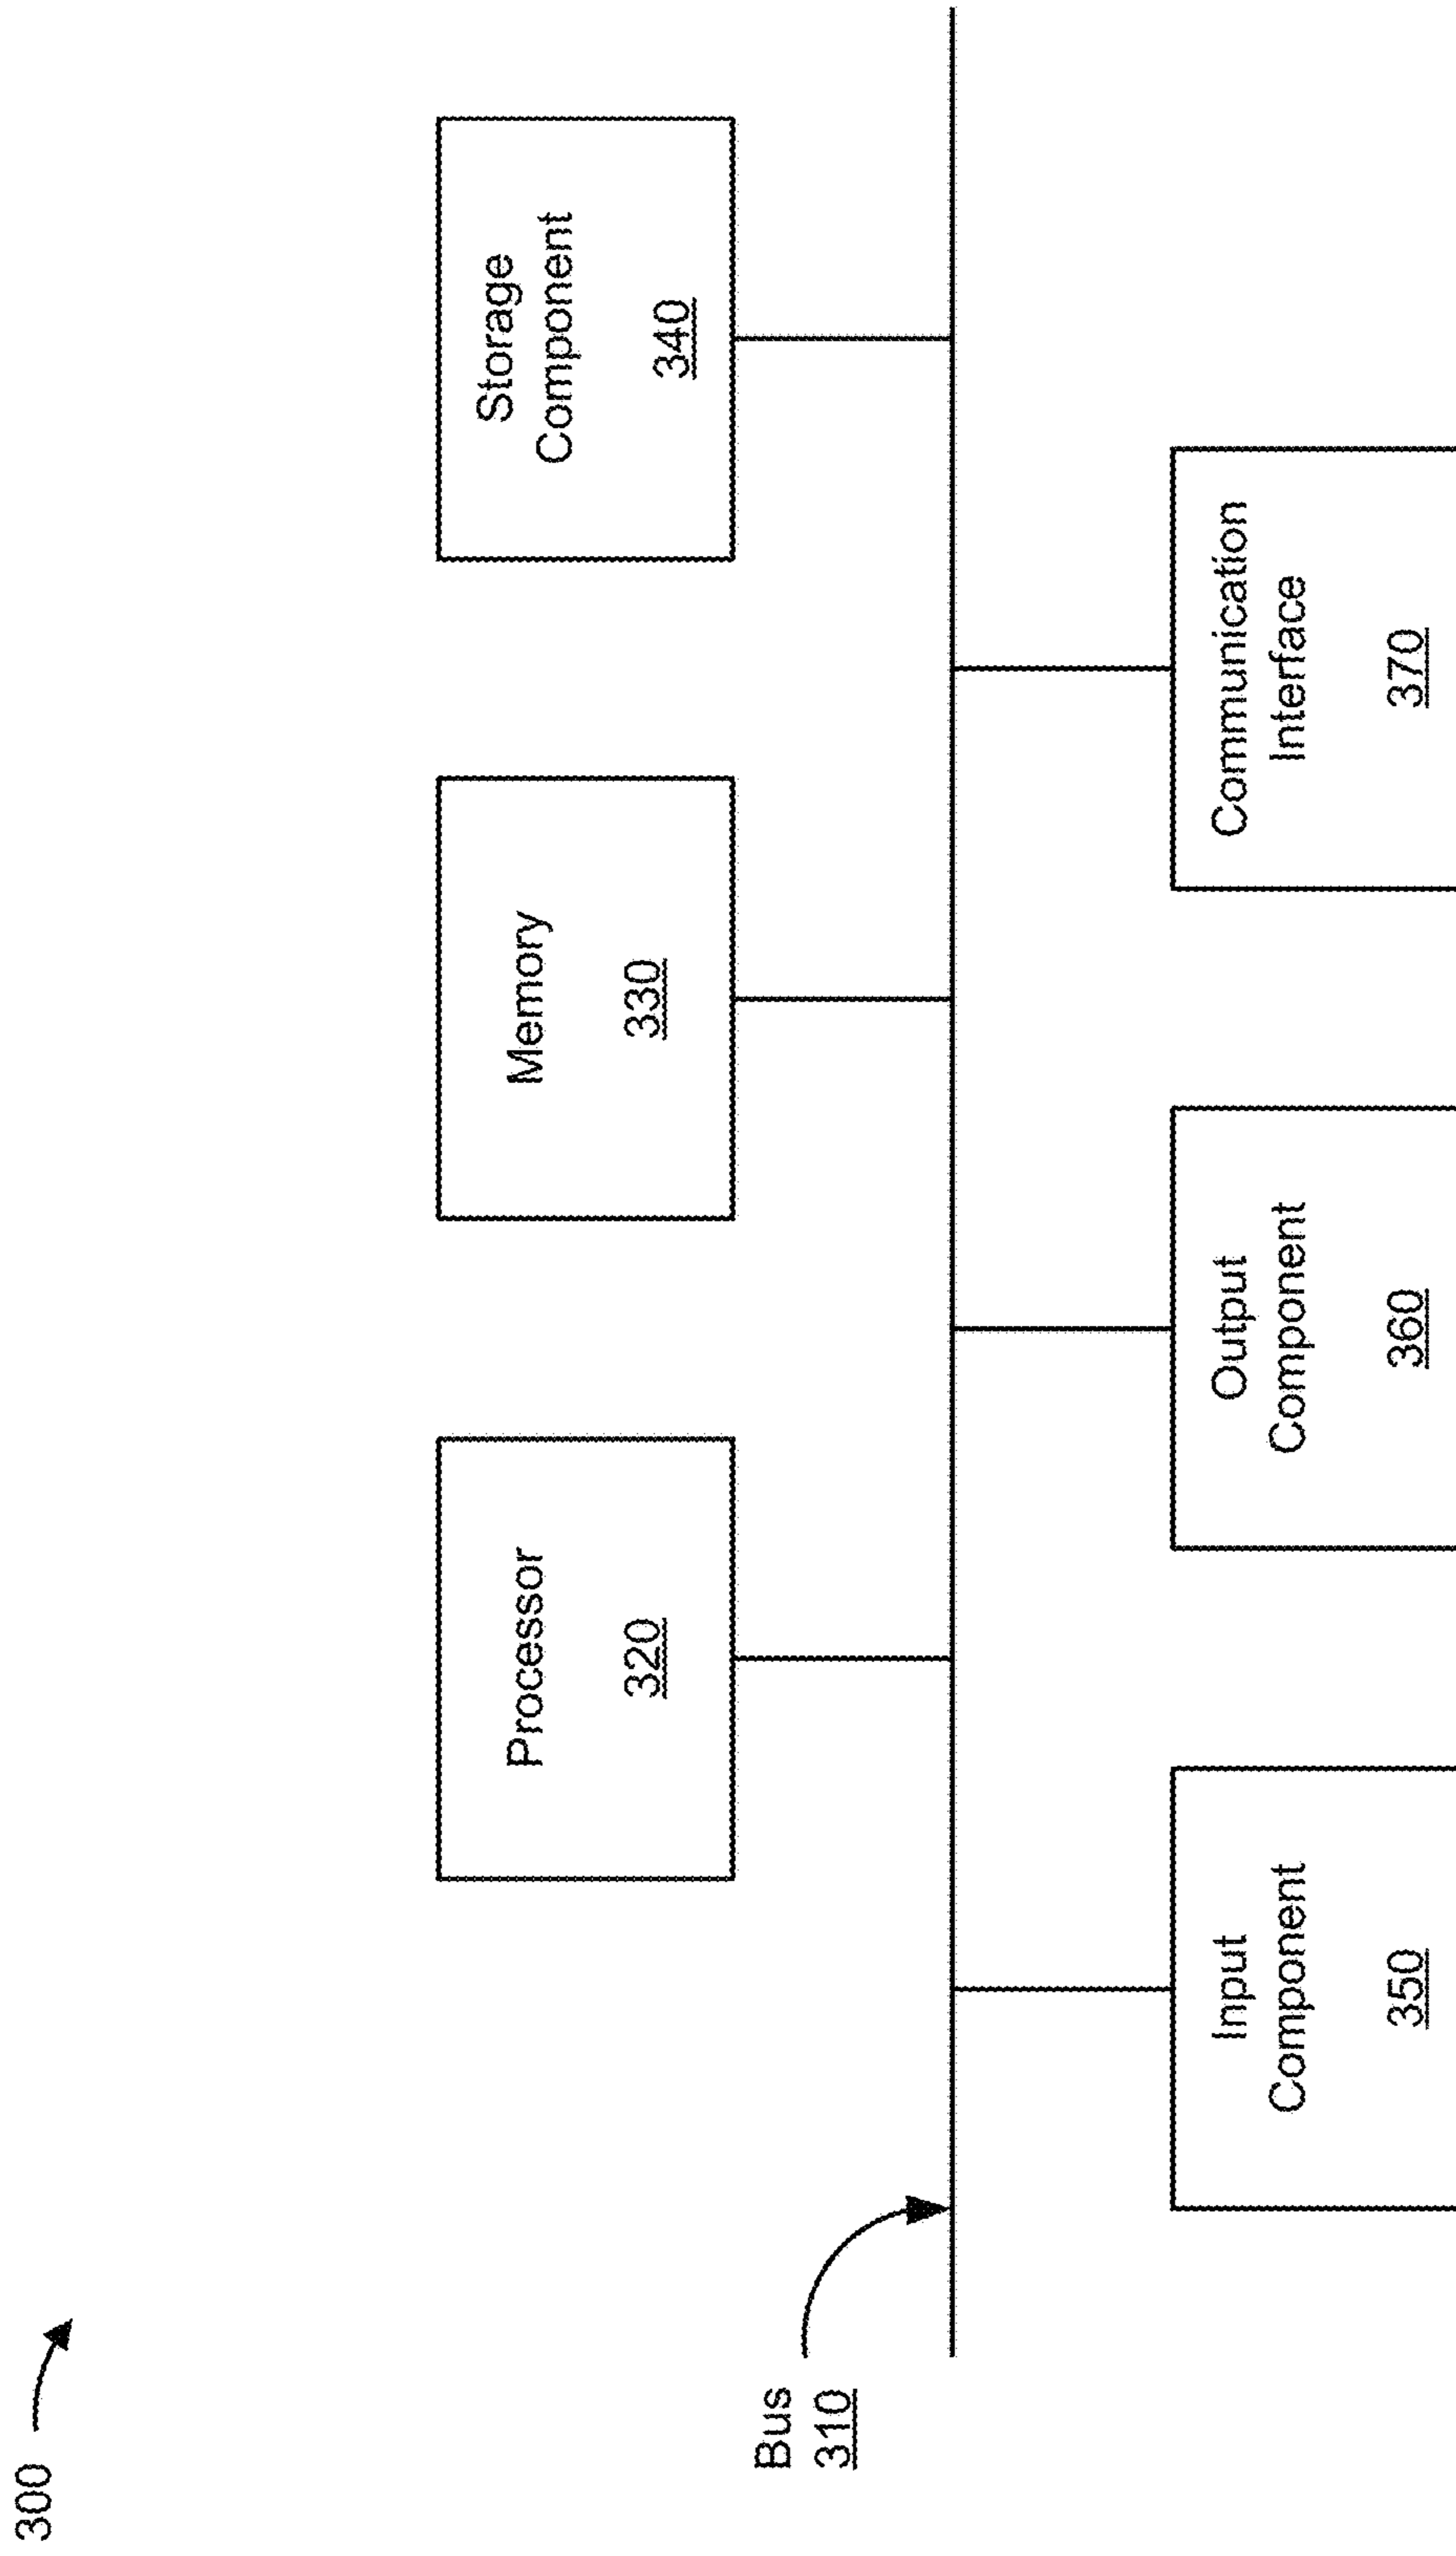 300
Processor
320
Memory
330
Storage
Component
340
Bus
310
Input
Component
350
Output
Component
360
Communication
Interface
370